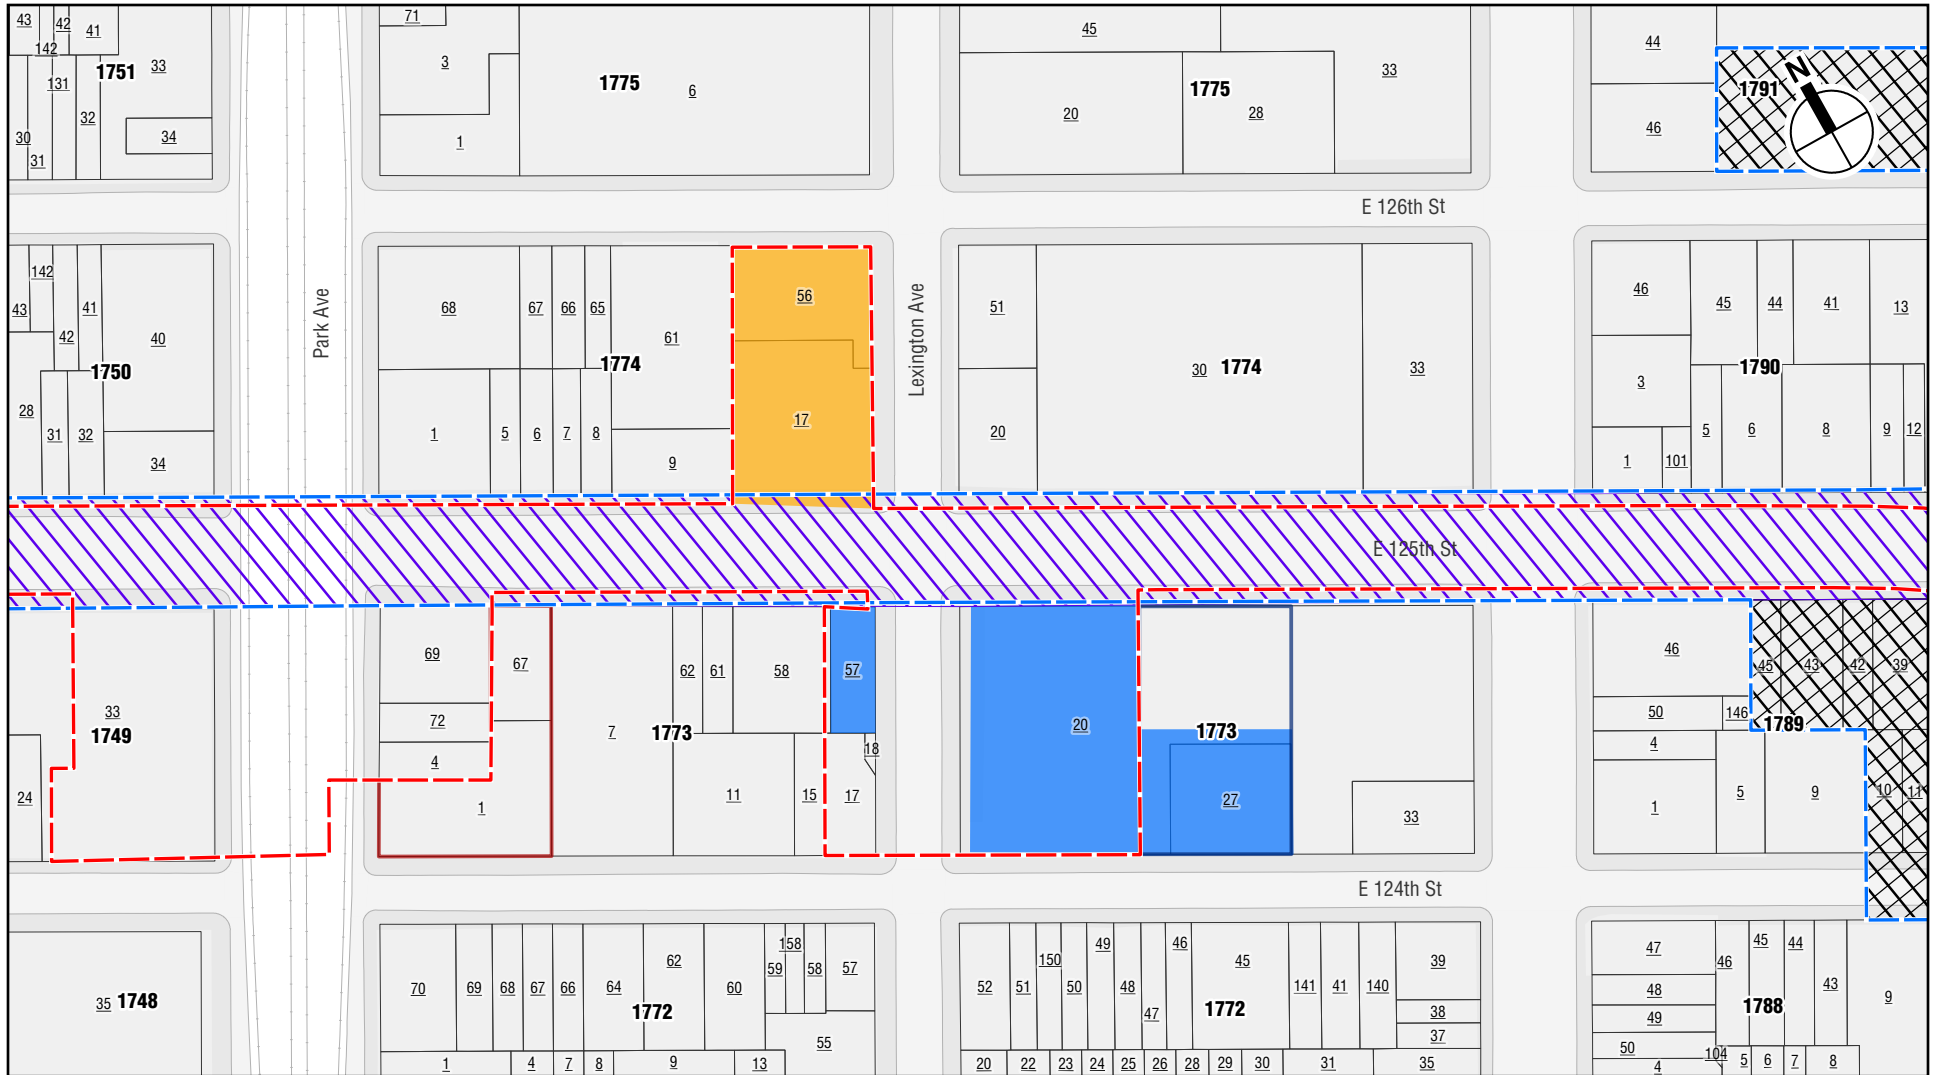 43 42 41 142 33 1751 131 32 30 31 34
71 3 1775 6 1
45 33 1775 20 28
44 1791 N 46
E 126th St
43 142 41 42 40 1750 28 31 32 34
Park Ave
68 67 66 65 61 1774 56 17 1 5 6 7 8 9
Lexington Ave
51 30 1774 33 20
46 45 44 41 13 3 1790 5 6 8 9 12 1 101
E 125th St
33 1749 24
69 67 72 4 1 7 62 61 58 1773 57 18 11 15 17
20 1773 27 33
46 45 43 42 39 50 146 1789 4 1 5 9 10 11
E 124th St
35 1748
70 69 68 67 66 64 62 60 59 158 58 57 1772 55
1 4 7 8 9 13
52 51 150 50 49 48 47 46 45 141 41 140 39 38 37 1772
20 22 23 24 25 26 28 29 30 31 35
47 46 45 44 43 9 48 49 1788 50 104 4 5 6 7 8